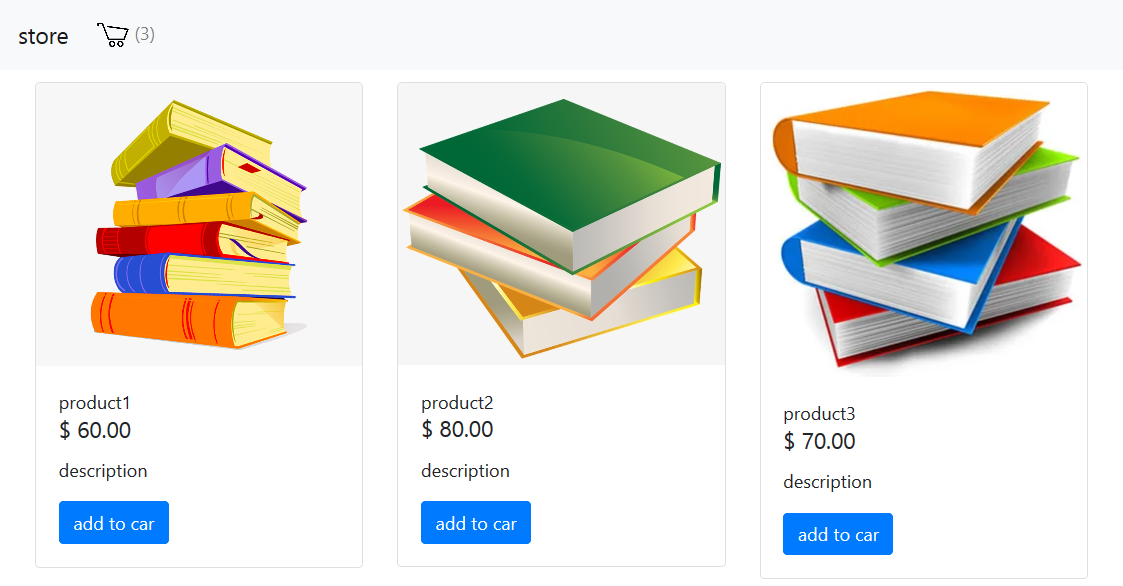 store (3)
product1
$ 60.00
description
add to car
product2
$ 80.00
description
add to car
product3
$ 70.00
description
add to car